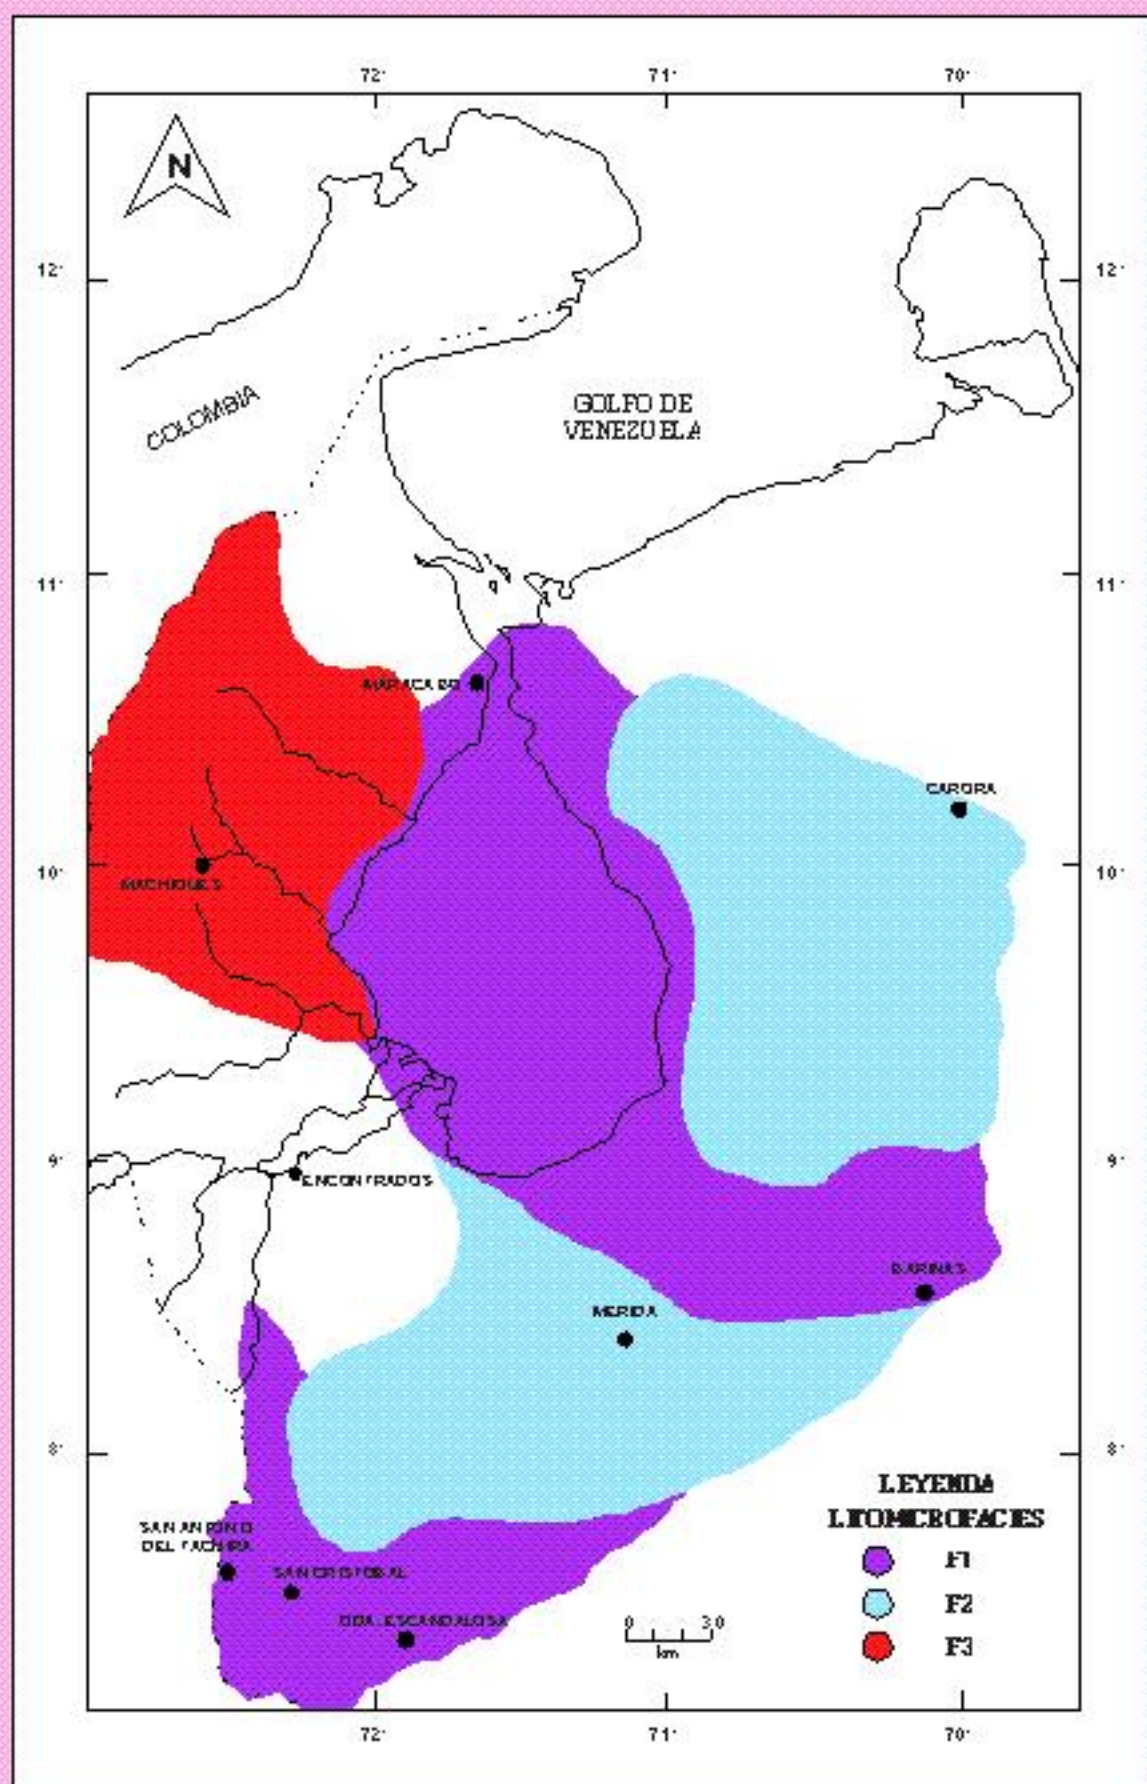 72°
71°
70°
N
12°
12°
COLOMBIA
GOLFO DE
VENEZUELA
11°
11°
MARACAIBO
CARORA
10°
10°
MACHIQUES
9°
9°
ENCONTRADOS
BARINAS
MERIDA
8°
8°
LEYENDA
LITOMICROFACIES
SAN ANTONIO
DEL TACHIRA
F1
SAN CRISTOBAL
F2
QDA. ESCANDALOSA
0 30
km
F3
72°
71°
70°